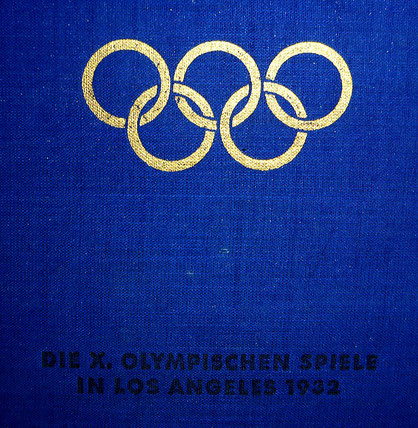 DIE X. OLYMPISCHEN SPIELE
IN LOS ANGELES 1932